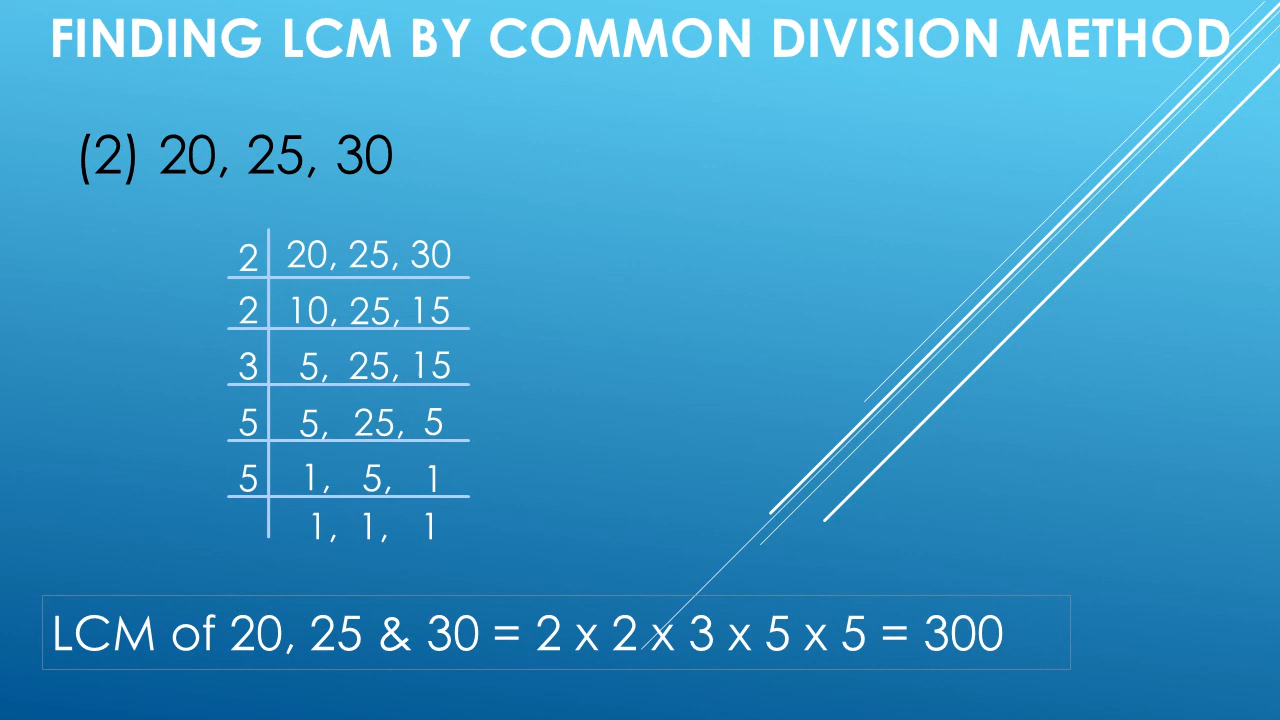 FINDING LCM BY COMMON DIVISION METHOD
(2) 20, 25, 30
2 20, 25, 30
2 10, 25, 15
3 5, 25, 15
5 5, 25, 5
5 1, 5, 1
1, 1, 1
LCM of 20, 25 & 30 = 2 x 2 x 3 x 5 x 5 = 300